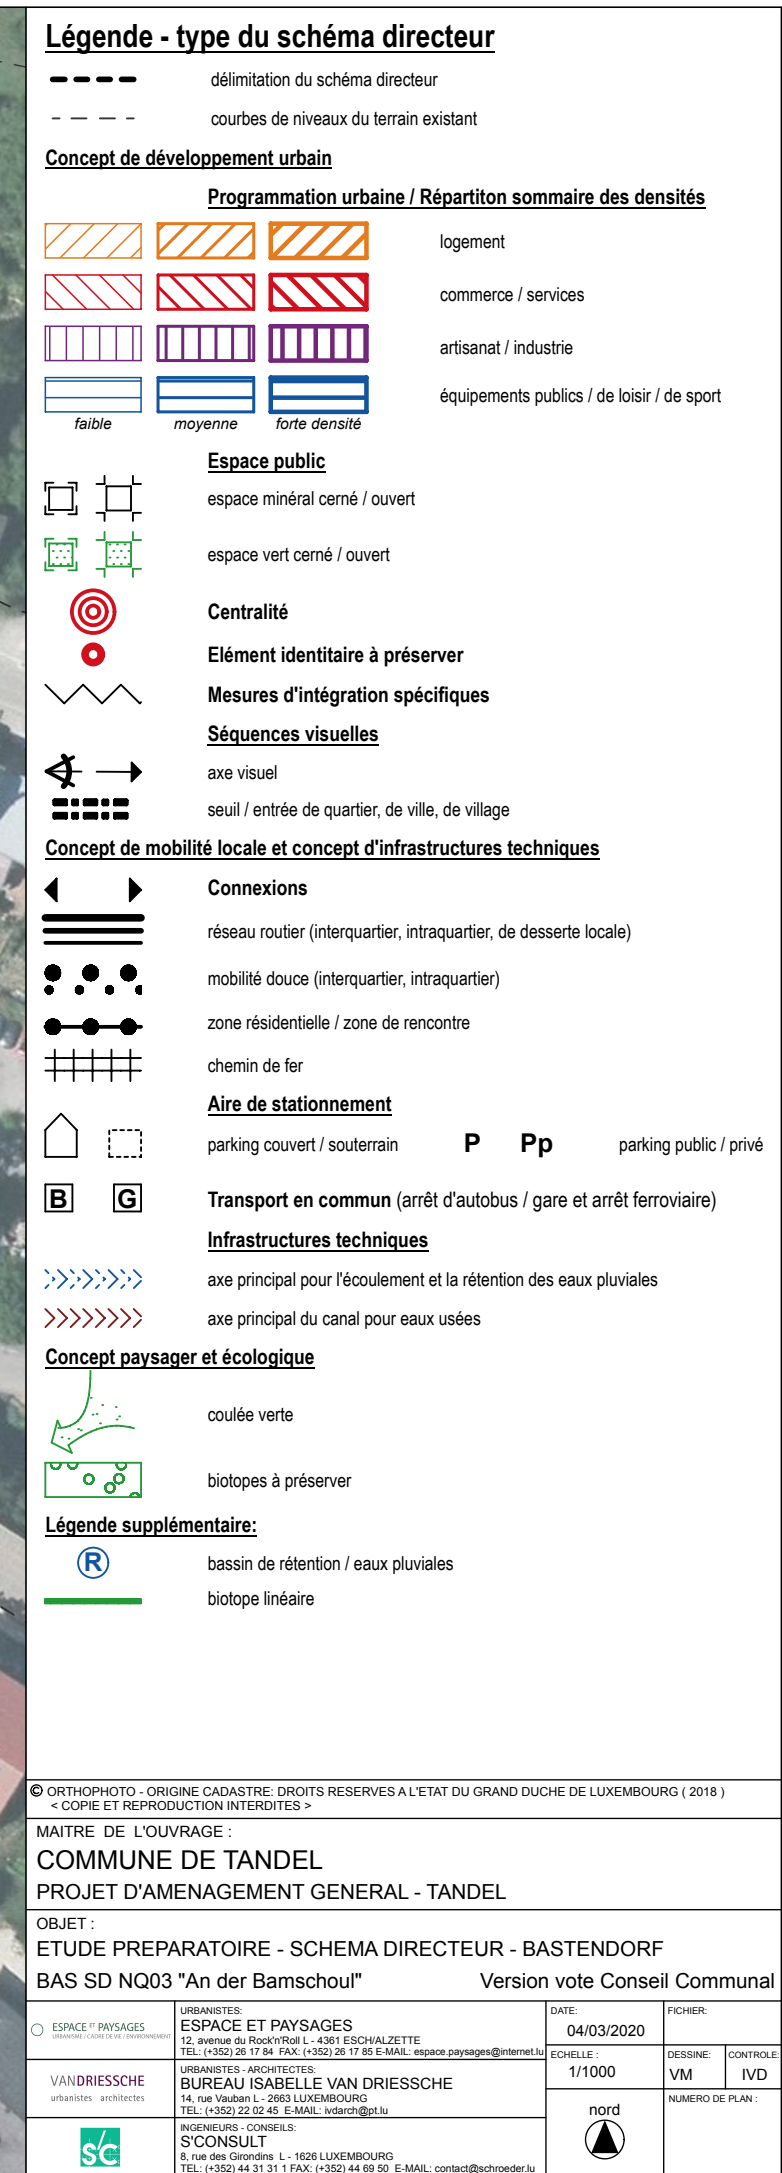 Légende - type du schéma directeur
délimitation du schéma directeur
courbes de niveaux du terrain existant
Concept de développement urbain
Programmation urbaine / Répartiton sommaire des densités
logement
commerce / services
artisanat / industrie
équipements publics / de loisir / de sport
faible moyenne forte densité
Espace public
espace minéral cerné / ouvert
espace vert cerné / ouvert
Centralité
Elément identitaire à préserver
Mesures d'intégration spécifiques
Séquences visuelles
axe visuel
seuil / entrée de quartier, de ville, de village
Concept de mobilité locale et concept d'infrastructures techniques
Connexions
réseau routier (interquartier, intraquartier, de desserte locale)
mobilité douce (interquartier, intraquartier)
zone résidentielle / zone de rencontre
chemin de fer
Aire de stationnement
parking couvert / souterrain P Pp parking public / privé
B G Transport en commun (arrêt d'autobus / gare et arrêt ferroviaire)
Infrastructures techniques
axe principal pour l'écoulement et la rétention des eaux pluviales
axe principal du canal pour eaux usées
Concept paysager et écologique
coulée verte
biotopes à préserver
Légende supplémentaire:
R bassin de rétention / eaux pluviales
biotope linéaire
© ORTHOPHOTO - ORIGINE CADASTRE: DROITS RESERVES A L'ETAT DU GRAND DUCHE DE LUXEMBOURG ( 2018 )
< COPIE ET REPRODUCTION INTERDITES >
MAITRE DE L'OUVRAGE :
COMMUNE DE TANDEL
PROJET D'AMENAGEMENT GENERAL - TANDEL
OBJET :
ETUDE PREPARATOIRE - SCHEMA DIRECTEUR - BASTENDORF
BAS SD NQ03 "An der Bamschoul" Version vote Conseil Communal
ESPACE ET PAYSAGES
URBANISME / CADRE DE VIE / ENVIRONNEMENT
URBANISTES:
ESPACE ET PAYSAGES
12, avenue du Rock'n'Roll L - 4361 ESCH/ALZETTE
TEL: (+352) 26 17 84 FAX: (+352) 26 17 85 E-MAIL: espace.paysages@internet.lu
DATE:
04/03/2020
FICHIER:
VANDRIESSCHE
urbanistes architectes
URBANISTES - ARCHITECTES:
BUREAU ISABELLE VAN DRIESSCHE
14, rue Vauban L - 2663 LUXEMBOURG
TEL: (+352) 22 02 45 E-MAIL: ivdarch@pt.lu
ECHELLE :
1/1000
DESSINE:
VM
CONTROLE:
IVD
s/c
INGENIEURS - CONSEILS:
S'CONSULT
8, rue des Girondins L - 1626 LUXEMBOURG
TEL: (+352) 44 31 31 1 FAX: (+352) 44 69 50 E-MAIL: contact@schroeder.lu
nord
NUMERO DE PLAN :